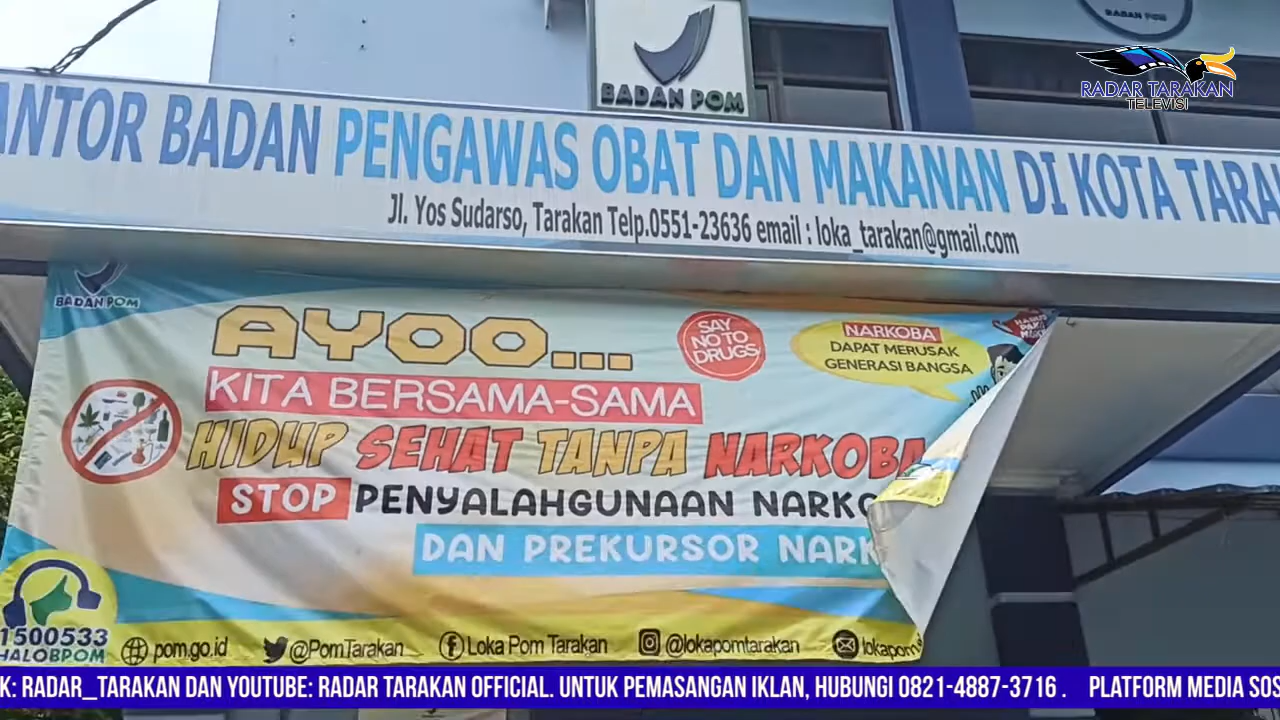 BADAN POM
BADAN POM
RADAR TARAKAN
TELEVISI
ANTOR BADAN PENGAWAS OBAT DAN MAKANAN DI KOTA TARA
Jl. Yos Sudarso, Tarakan Telp.0551-23636 email : loka_tarakan@gmail.com
BADAN POM
AYOO...
SAY
NO TO
DRUGS
NARKOBA
DAPAT MERUSAK
GENERASI BANGSA
KITA BERSAMA-SAMA
HIDUP SEHAT TANPA NARKOBA
STOP PENYALAHGUNAAN NARKO
DAN PREKURSOR NARK
1500533
HALOBPOM
pom.go.id
@PomTarakan
Loka Pom Tarakan
@lokapomtarakan
lokapom
K: RADAR_TARAKAN DAN YOUTUBE: RADAR TARAKAN OFFICIAL. UNTUK PEMASANGAN IKLAN, HUBUNGI 0821-4887-3716 . PLATFORM MEDIA SOS